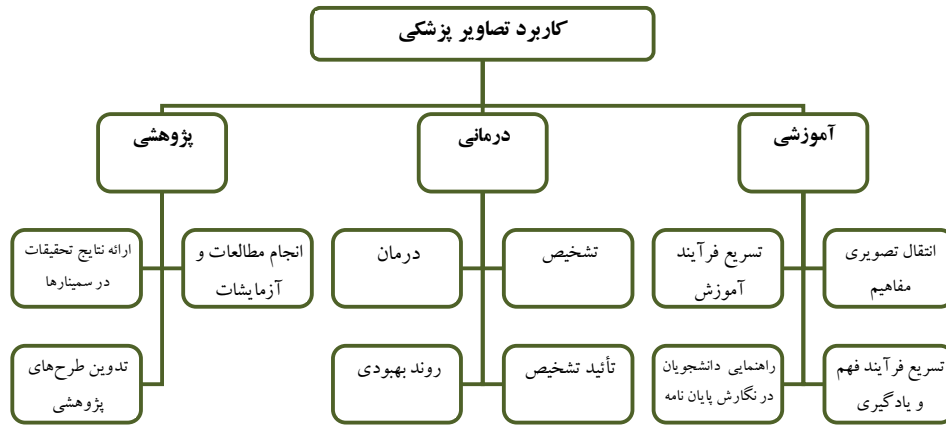 کاربرد تصاویر پزشکی
آموزشی
درمانی
پژوهشی
انتقال تصویری
مفاهیم
تسریع فرآیند
آموزش
تشخیص
درمان
انجام مطالعات و
آزمایشات
ارائه نتایج تحقیقات
در سمینارها
تسریع فرآیند فهم
و یادگیری
راهنمایی دانشجویان
در نگارش پایان نامه
تأئید تشخیص
روند بهبودی
تدوین طرح‌های
پژوهشی